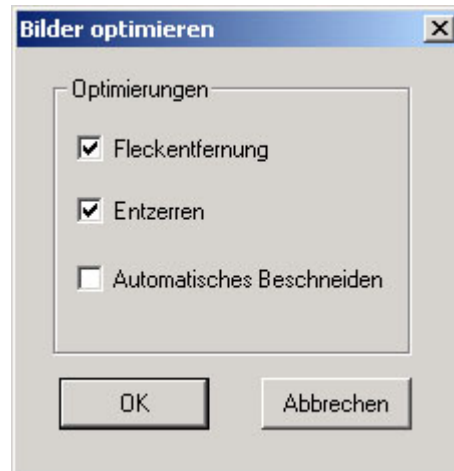 Bilder optimieren
Optimierungen
Fleckentfernung
Entzerren
Automatisches Beschneiden
OK
Abbrechen